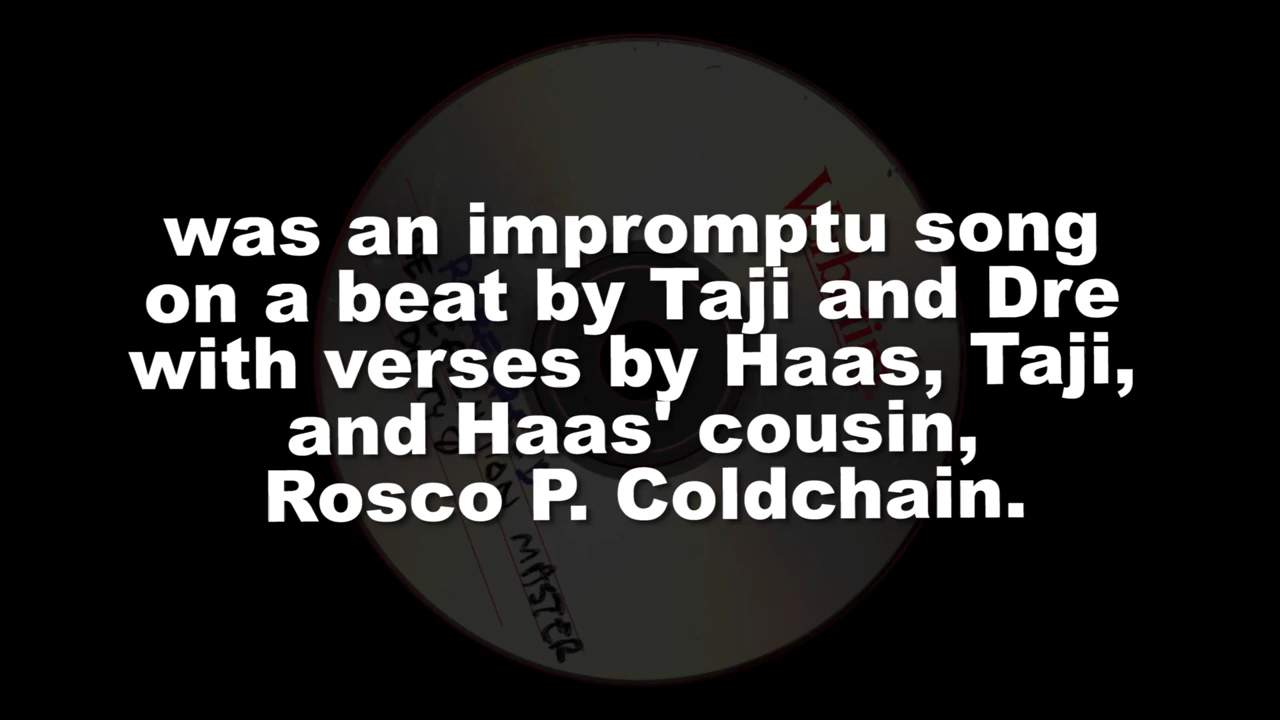 was an impromptu song
on a beat by Taji and Dre
with verses by Haas, Taji,
and Haas' cousin,
Rosco P. Coldchain.
MASTER